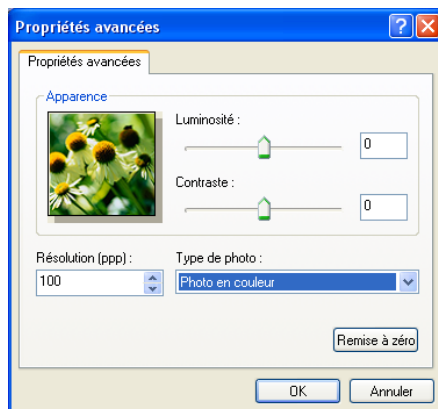 Propriétés avancées
Propriétés avancées
Apparence
Luminosité :
0
Contraste :
0
Résolution (ppp) :
Type de photo :
100
Photo en couleur
Remise à zéro
OK
Annuler